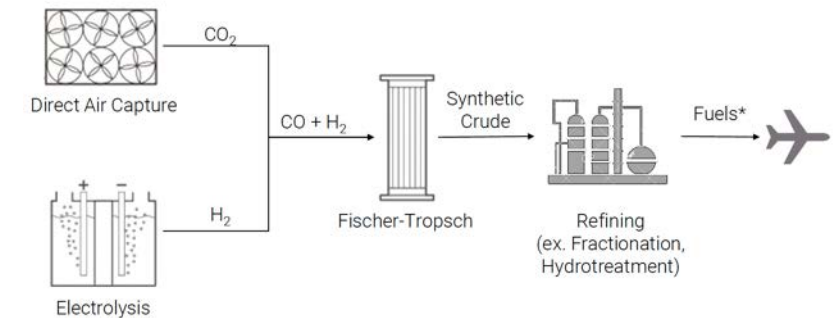 CO₂
Direct Air Capture
CO + H₂
Synthetic
Crude
Fuels*
+ −
H₂
Fischer-Tropsch
Refining
(ex. Fractionation,
Hydrotreatment)
Electrolysis